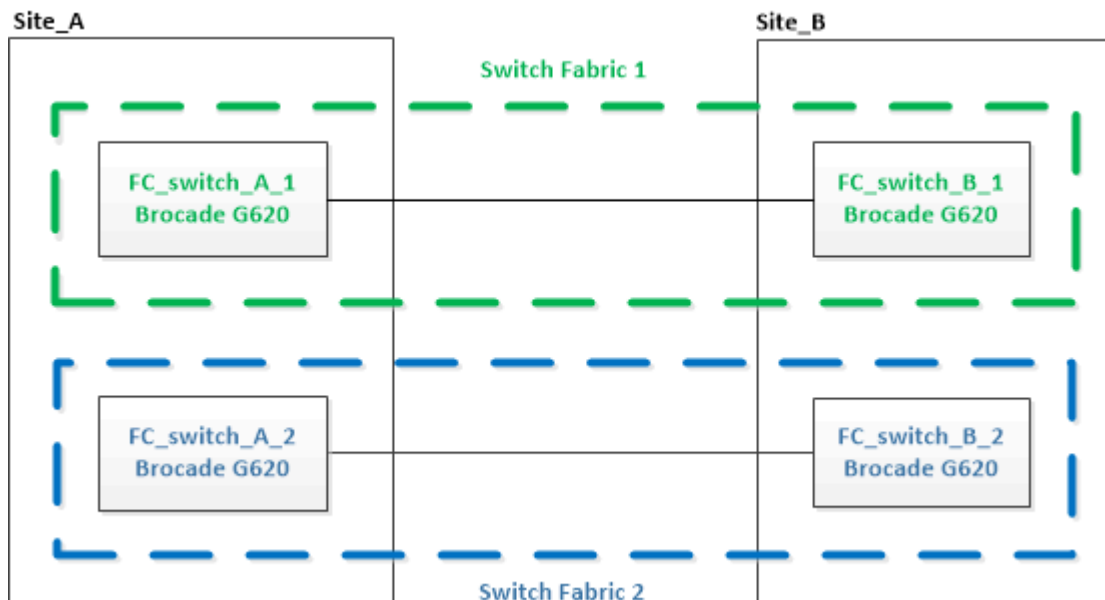 Site_A
Site_B
Switch Fabric 1
FC_switch_A_1
Brocade G620
FC_switch_B_1
Brocade G620
FC_switch_A_2
Brocade G620
FC_switch_B_2
Brocade G620
Switch Fabric 2